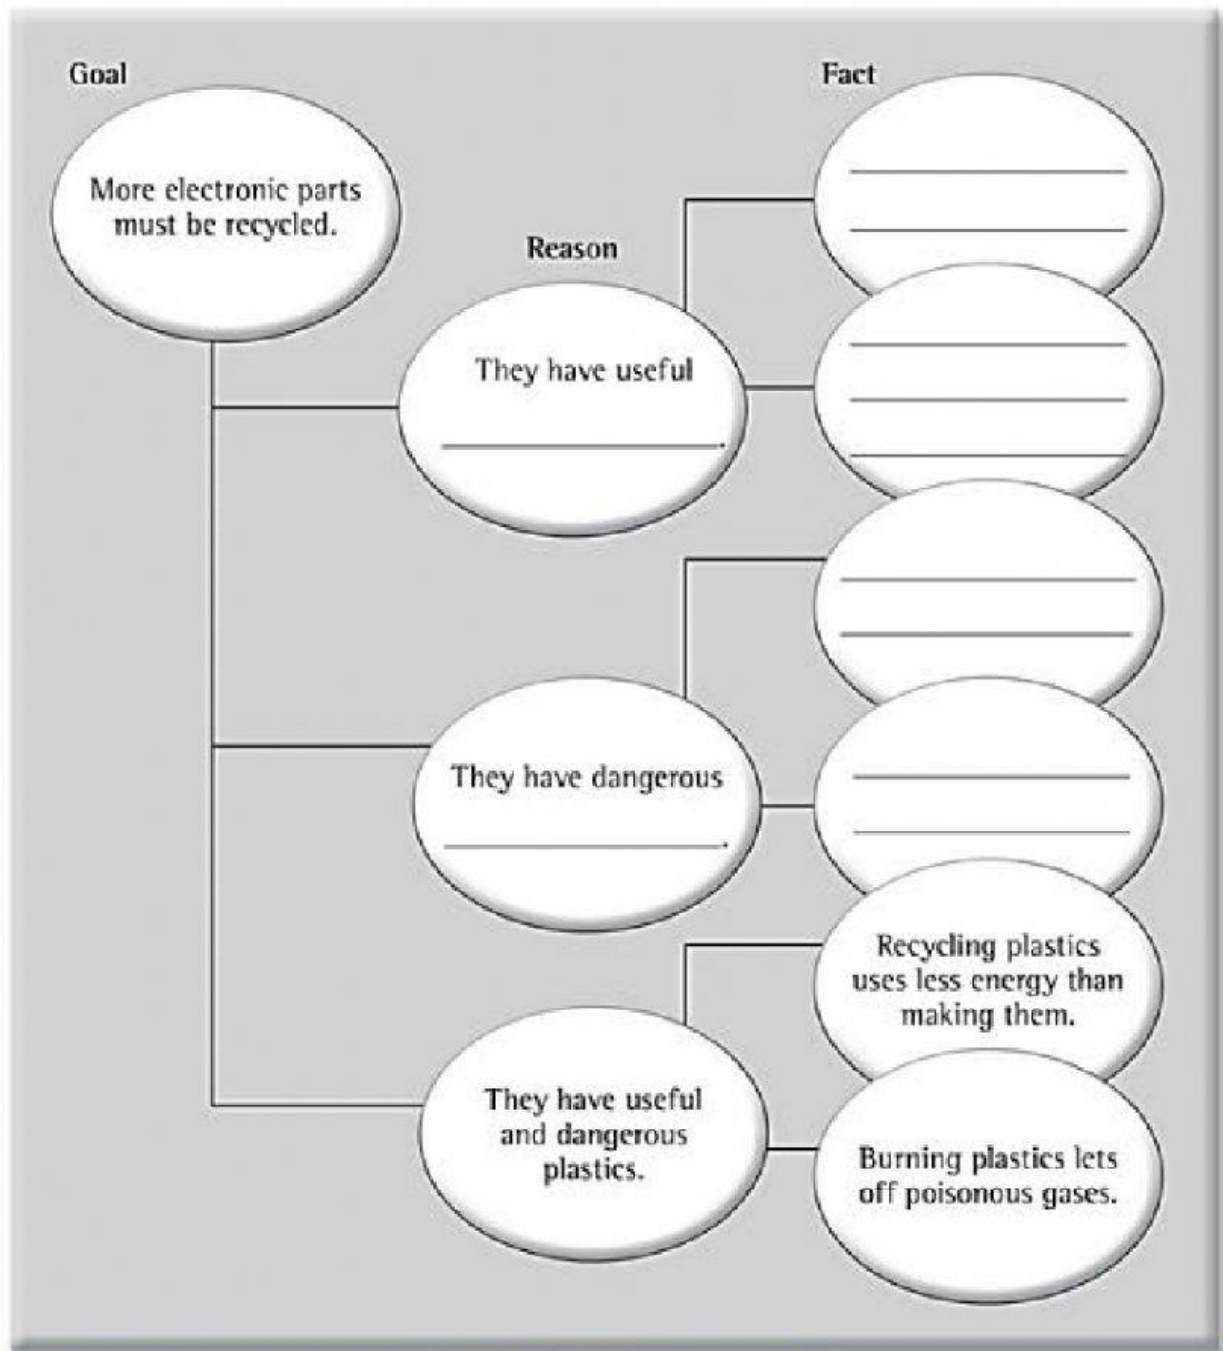 Goal
More electronic parts
must be recycled.
Reason
They have useful
.
Fact
They have dangerous
.
They have useful
and dangerous
plastics.
Recycling plastics
uses less energy than
making them.
Burning plastics lets
off poisonous gases.